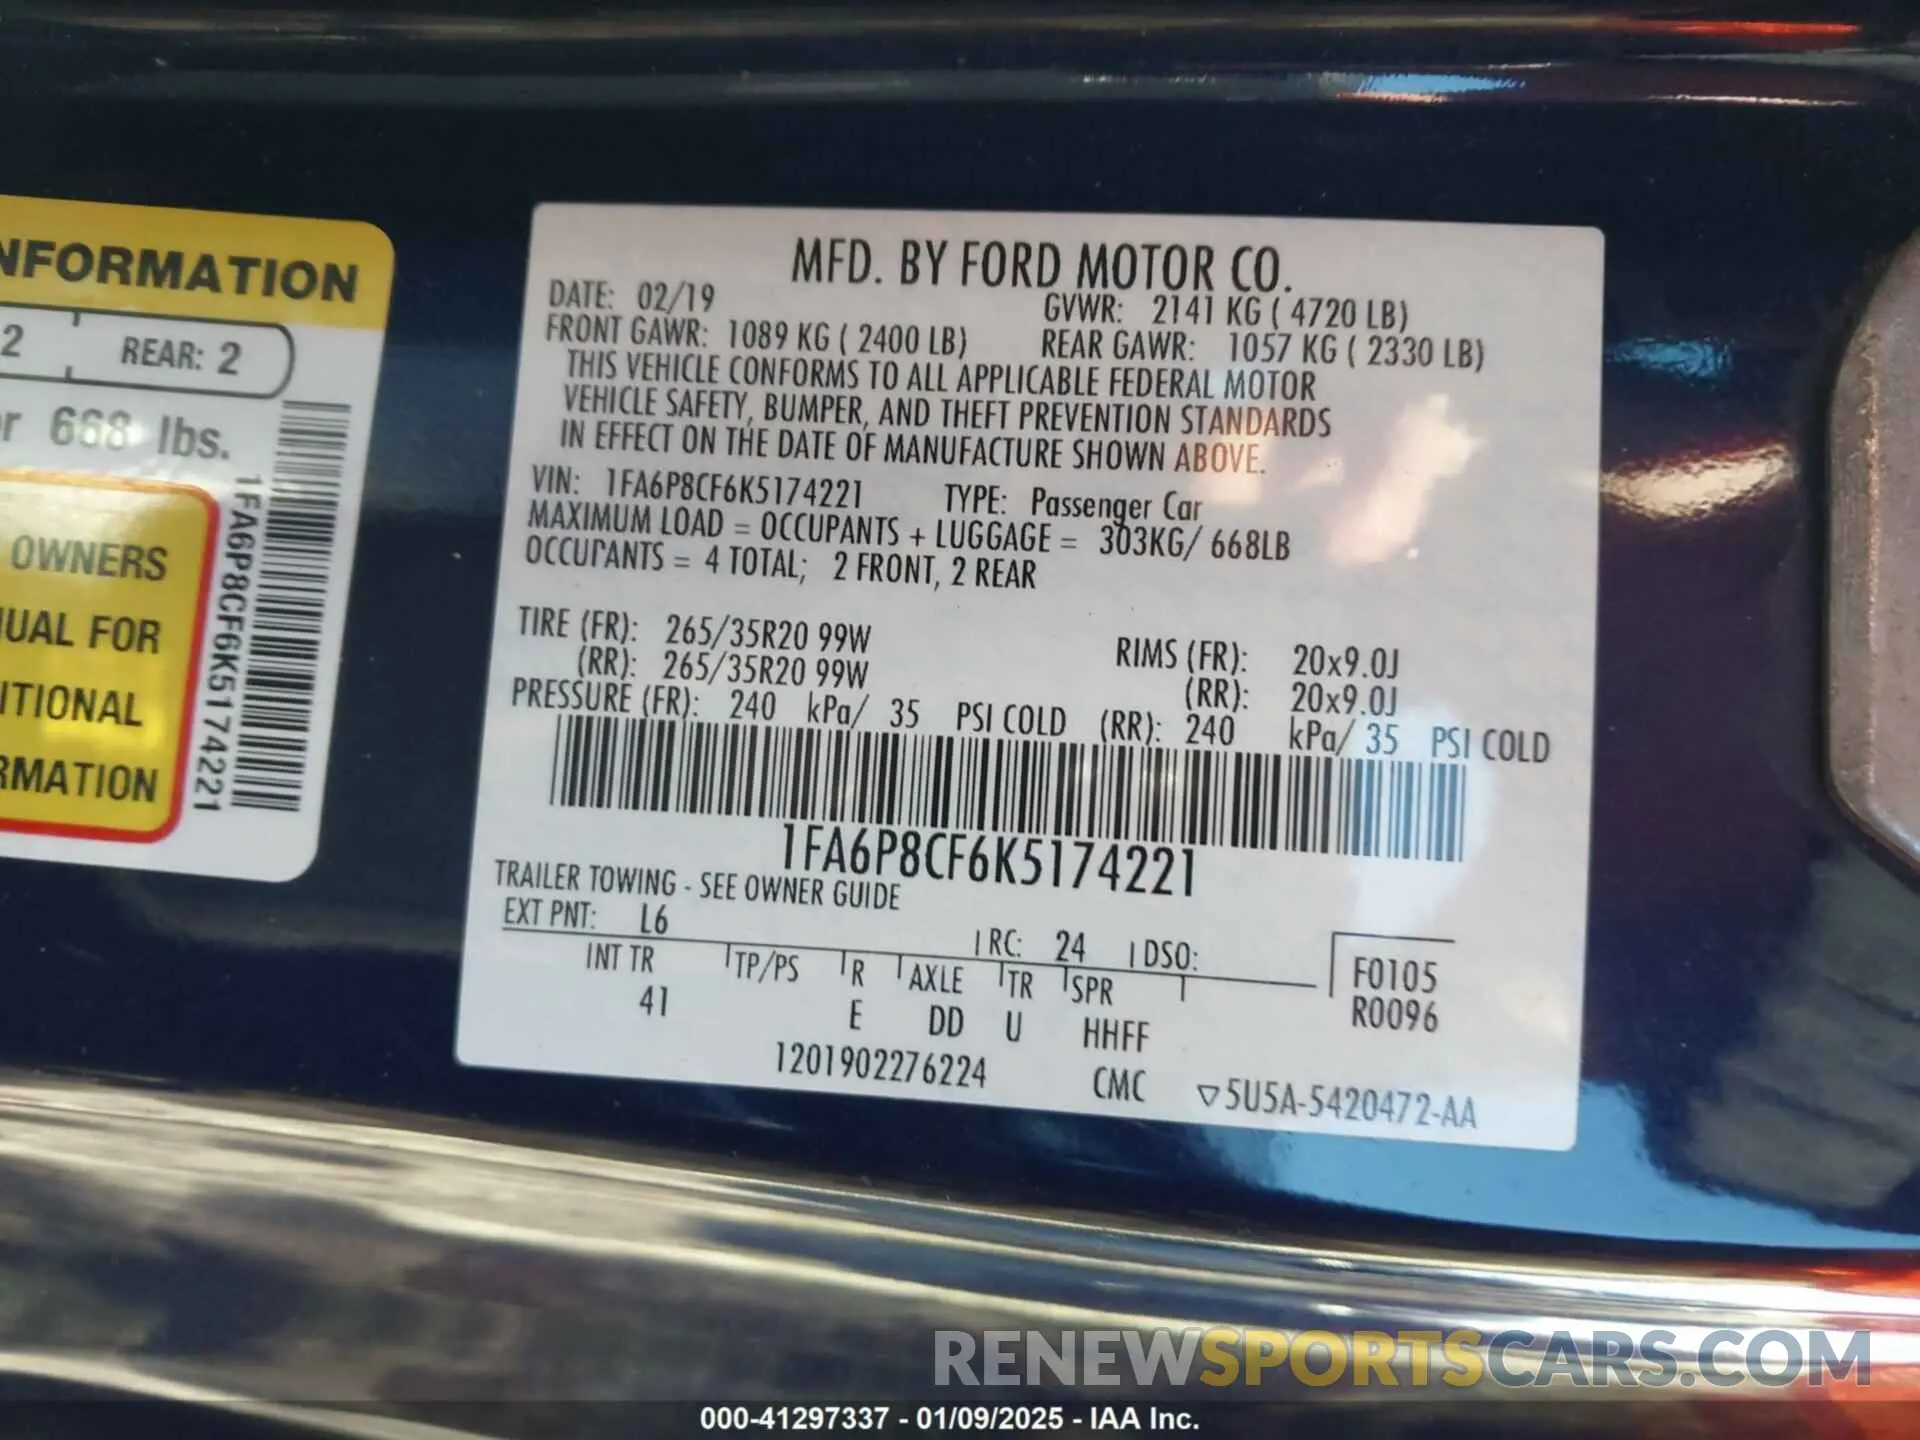 NFORMATION
2 REAR: 2
r 668 lbs.
OWNERS
UAL FOR
ITIONAL
RMATION
1FA6P8CF6K5174221
MFD. BY FORD MOTOR CO.
DATE: 02/19 GVWR: 2141 KG ( 4720 LB)
FRONT GAWR: 1089 KG ( 2400 LB) REAR GAWR: 1057 KG ( 2330 LB)
THIS VEHICLE CONFORMS TO ALL APPLICABLE FEDERAL MOTOR
VEHICLE SAFETY, BUMPER, AND THEFT PREVENTION STANDARDS
IN EFFECT ON THE DATE OF MANUFACTURE SHOWN ABOVE.
VIN: 1FA6P8CF6K5174221 TYPE: Passenger Car
MAXIMUM LOAD = OCCUPANTS + LUGGAGE = 303KG/ 668LB
OCCUPANTS = 4 TOTAL; 2 FRONT, 2 REAR
TIRE (FR): 265/35R20 99W RIMS (FR): 20x9.0J
(RR): 265/35R20 99W (RR): 20x9.0J
PRESSURE (FR): 240 kPa/ 35 PSI COLD (RR): 240 kPa/ 35 PSI COLD
1FA6P8CF6K5174221
TRAILER TOWING - SEE OWNER GUIDE
EXT PNT: L6 RC: 24 DSO:
INT TR TP/PS R AXLE TR SPR F0105
41 E DD U HHFF R0096
1201902276224 CMC ▽5U5A-5420472-AA
RENEWSPORTSCARS.COM
000-41297337 - 01/09/2025 - IAA Inc.